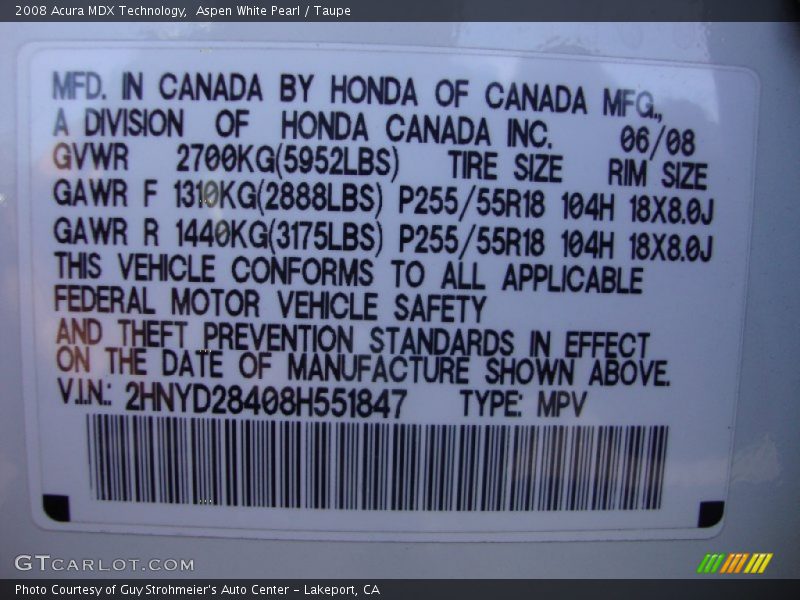 2008 Acura MDX Technology, Aspen White Pearl / Taupe
MFD. IN CANADA BY HONDA OF CANADA MFG.,
A DIVISION OF HONDA CANADA INC. 06/08
GVWR 2700KG(5952LBS) TIRE SIZE RIM SIZE
GAWR F 1310KG(2888LBS) P255/55R18 104H 18X8.0J
GAWR R 1440KG(3175LBS) P255/55R18 104H 18X8.0J
THIS VEHICLE CONFORMS TO ALL APPLICABLE
FEDERAL MOTOR VEHICLE SAFETY
AND THEFT PREVENTION STANDARDS IN EFFECT
ON THE DATE OF MANUFACTURE SHOWN ABOVE.
V.I.N.: 2HNYD28408H551847 TYPE: MPV
GTCARLOT.COM
Photo Courtesy of Guy Strohmeier's Auto Center - Lakeport, CA